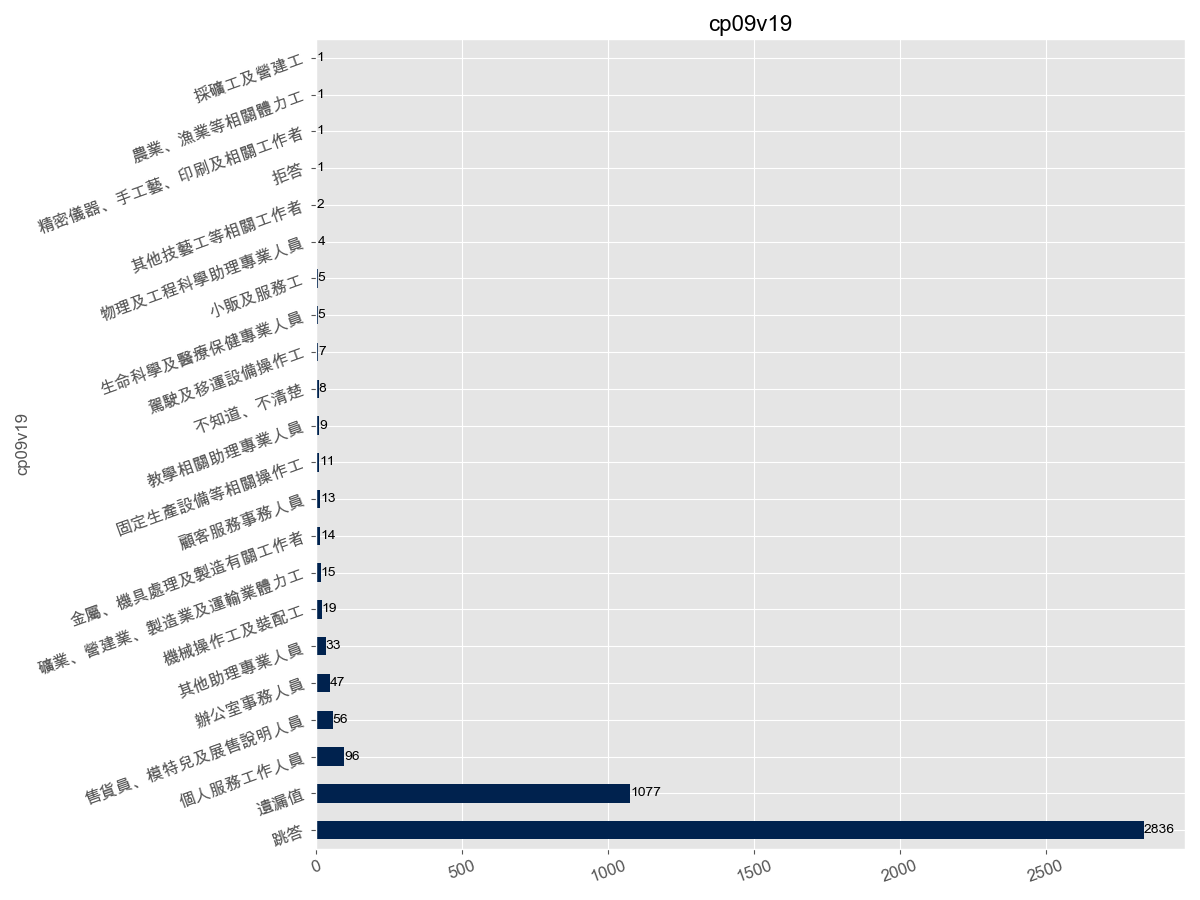 cp09v19
採礦工及營建工 1
農業、漁業等相關體力工 1
精密儀器、手工藝、印刷及相關工作者 1
拒答 1
其他技藝工等相關工作者 2
物理及工程科學助理專業人員 4
小販及服務工 5
生命科學及醫療保健專業人員 5
駕駛及移運設備操作工 7
不知道、不清楚 8
教學相關助理專業人員 9
固定生產設備等相關操作工 11
顧客服務事務人員 13
金屬、機具處理及製造有關工作者 14
礦業、營建業、製造業及運輸業體力工 15
機械操作工及裝配工 19
其他助理專業人員 33
辦公室事務人員 47
售貨員、模特兒及展售說明人員 56
個人服務工作人員 96
遺漏值 1077
跳答 2836
cp09v19
0 500 1000 1500 2000 2500